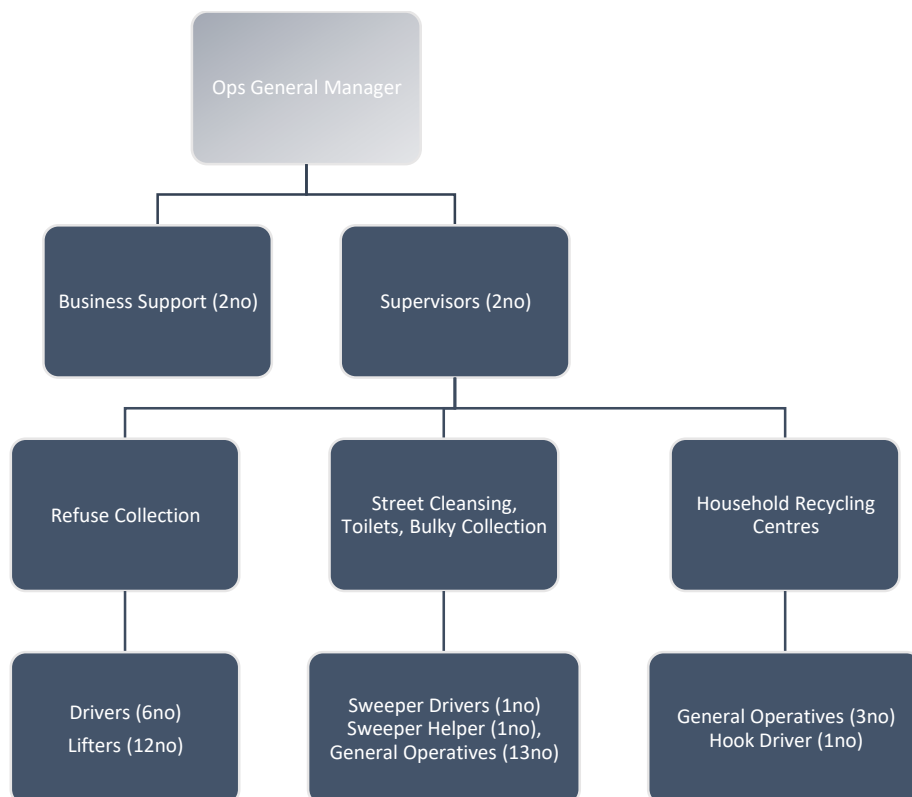 Ops General Manager
Business Support (2no)
Supervisors (2no)
Refuse Collection
Street Cleansing,
Toilets, Bulky Collection
Household Recycling
Centres
Drivers (6no)
Lifters (12no)
Sweeper Drivers (1no)
Sweeper Helper (1no),
General Operatives (13no)
General Operatives (3no)
Hook Driver (1no)